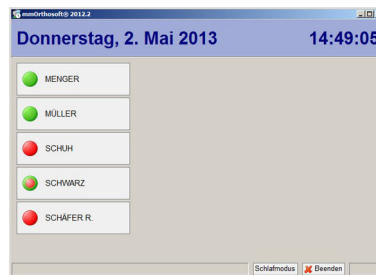 mmOrthosoft® 2012.2
Donnerstag, 2. Mai 2013
14:49:05
MENGER
MÜLLER
SCHUH
SCHWARZ
SCHÄFER R.
Schlafmodus
Beenden